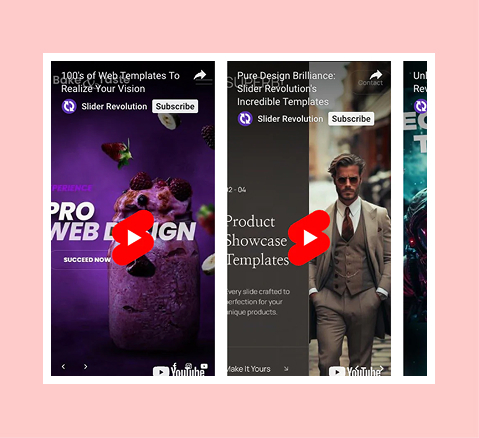 Bake & Taste
100's of Web Templates To
Realize Your Vision
Slider Revolution
Subscribe
PERSENCE
PRO
WEB DESIGN
SUCCEED NOW
YouTube
SUPERB!
Contact
Pure Design Brilliance:
Slider Revolution's
Incredible Templates
Slider Revolution
Subscribe
02 - 04
Product
Showcase
Templates
Every slide crafted to
perfection for your
unique products.
Make It Yours
YouTube
Unl
Rev